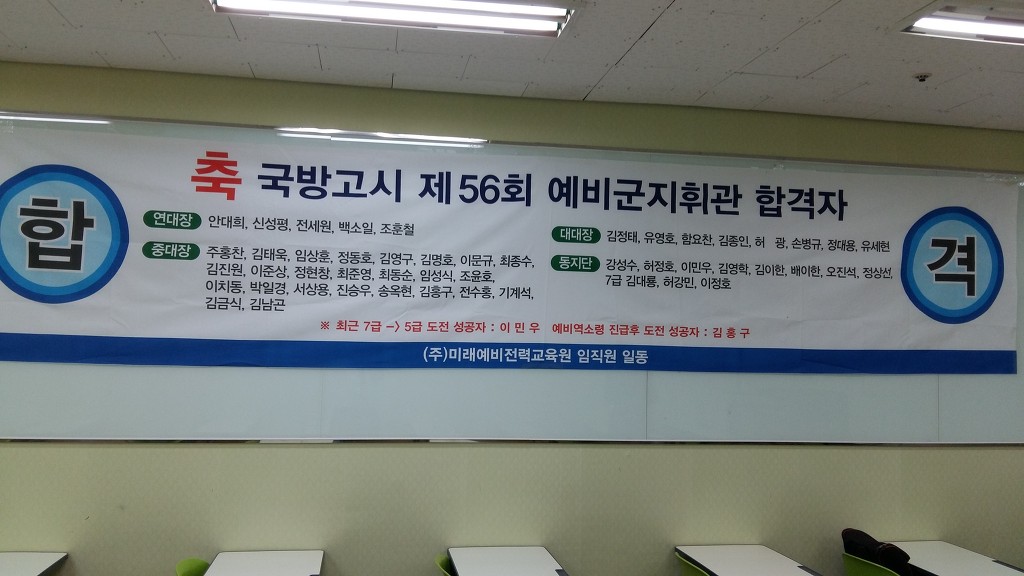 합
축 국방고시 제56회 예비군지휘관 합격자
연대장 안대희, 신성평, 전세원, 백소일, 조훈철
중대장 주홍찬, 김태욱, 임상호, 정동호, 김영구, 김명호, 이문규, 최종수,
김진원, 이준상, 정현창, 최준영, 최동순, 임성식, 조용호,
이치동, 박일경, 서상용, 진승우, 송옥현, 김흥구, 전수홍, 기계석,
김금식, 김남곤
대대장 김정태, 유영호, 함요찬, 김종인, 허 광, 손병규, 정대용, 유세현
동지단 강성수, 허정호, 이민우, 김영학, 김이한, 배이한, 오진석, 정상선,
7급 김대룡, 허강민, 이정호
격
※ 최근 7급 -> 5급 도전 성공자 : 이 민 우 예비역소령 진급후 도전 성공자 : 김 흥 구
(주)미래예비전력교육원 임직원 일동